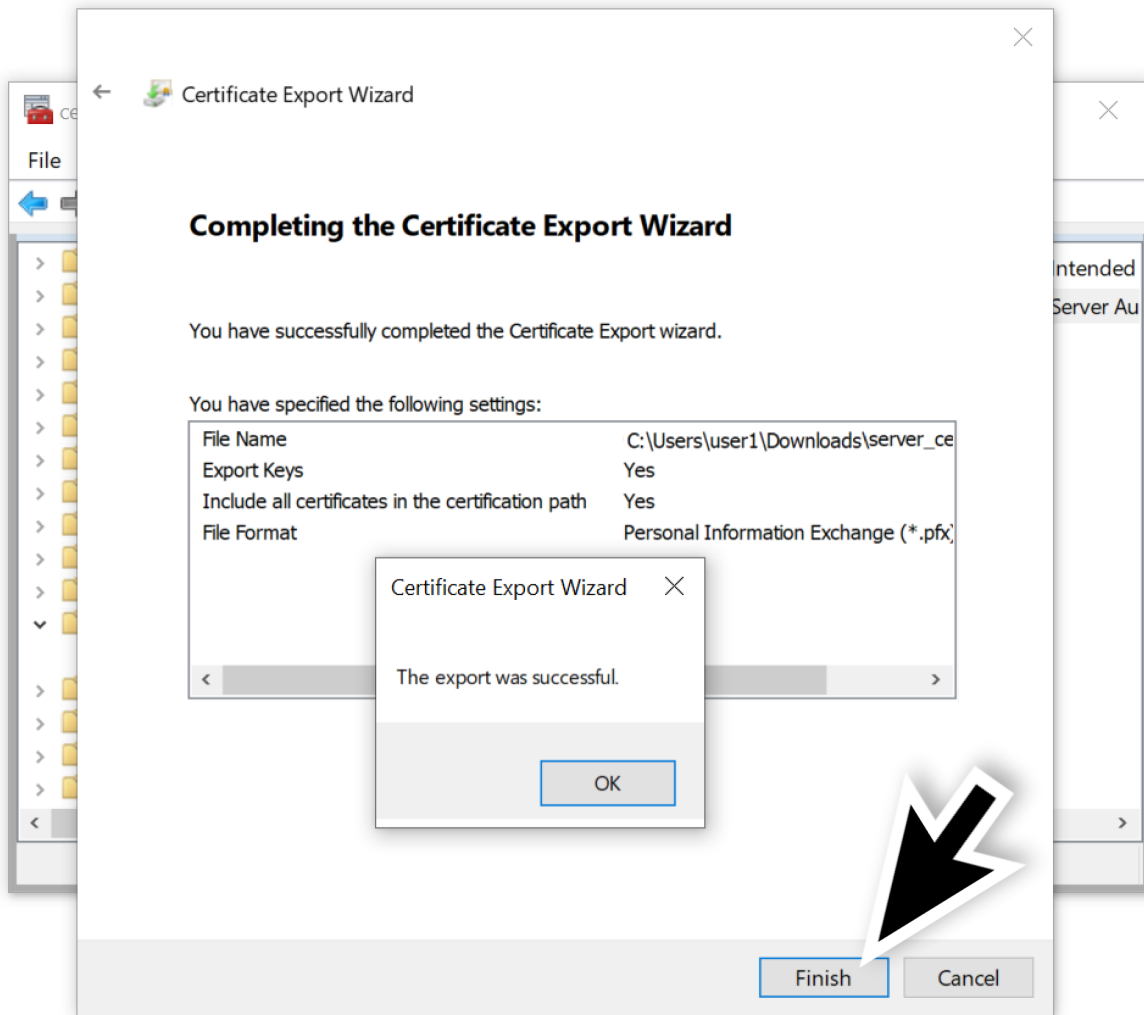 Certificate Export Wizard
ce
File
Completing the Certificate Export Wizard
Intended
Server Au
You have successfully completed the Certificate Export wizard.
You have specified the following settings:
File Name C:\Users\user1\Downloads\server_ce
Export Keys Yes
Include all certificates in the certification path Yes
File Format Personal Information Exchange (*.pfx)
Certificate Export Wizard
The export was successful.
OK
Finish Cancel